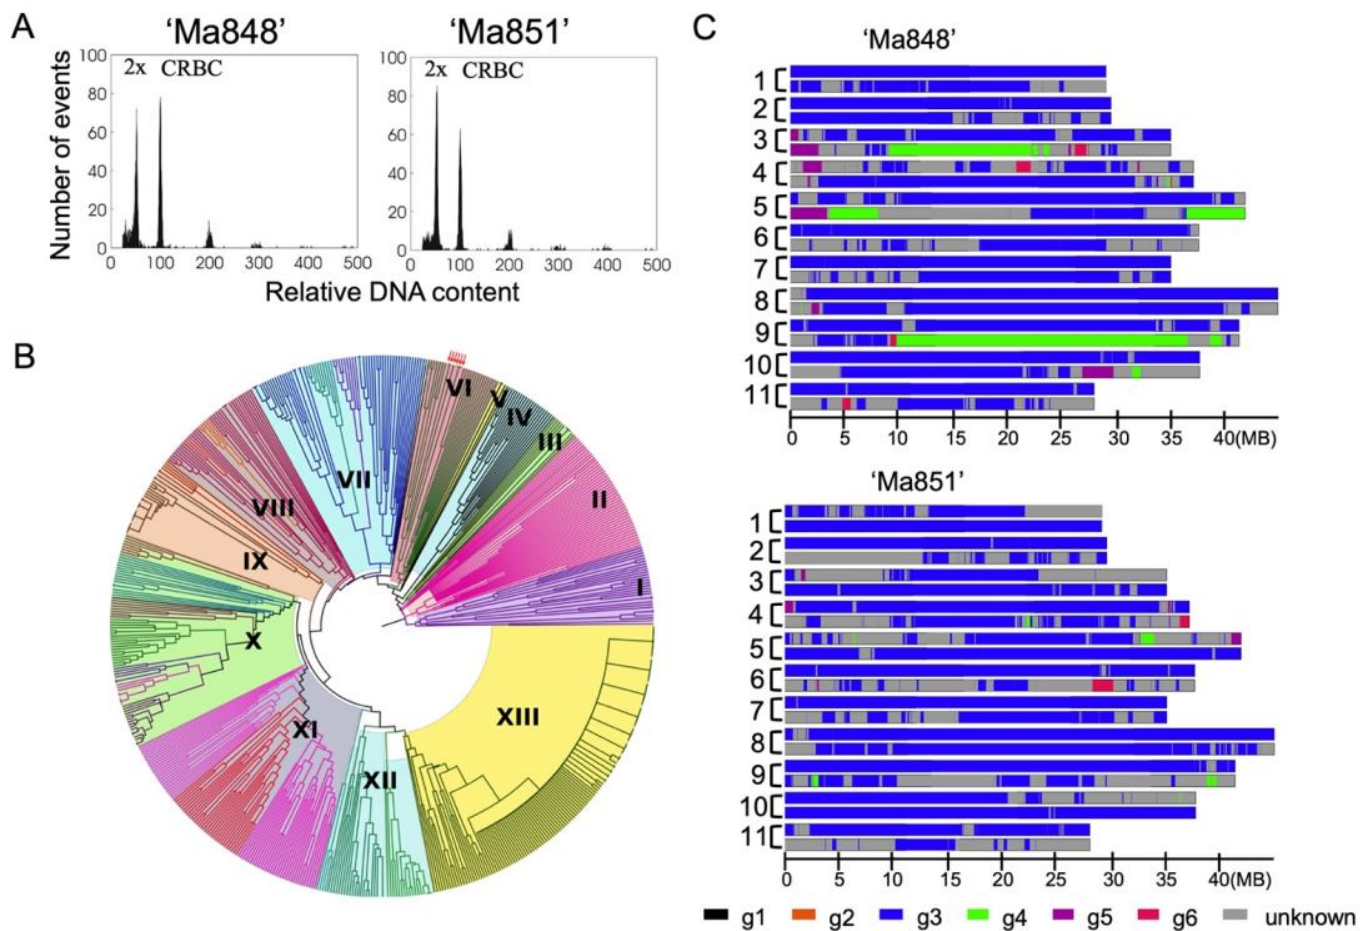 A
‘Ma848’
‘Ma851’
100
80
60
40
20
0
2x CRBC
0 100 200 300 400 500
100
80
60
40
20
0
2x CRBC
0 100 200 300 400 500
Number of events
Relative DNA content
B
VI
V
IV
III
II
I
VII
VIII
IX
X
XI
XII
XIII
C
‘Ma848’
1
2
3
4
5
6
7
8
9
10
11
0 5 10 15 20 25 30 35 40(MB)
‘Ma851’
1
2
3
4
5
6
7
8
9
10
11
0 5 10 15 20 25 30 35 40(MB)
g1 g2 g3 g4 g5 g6 unknown